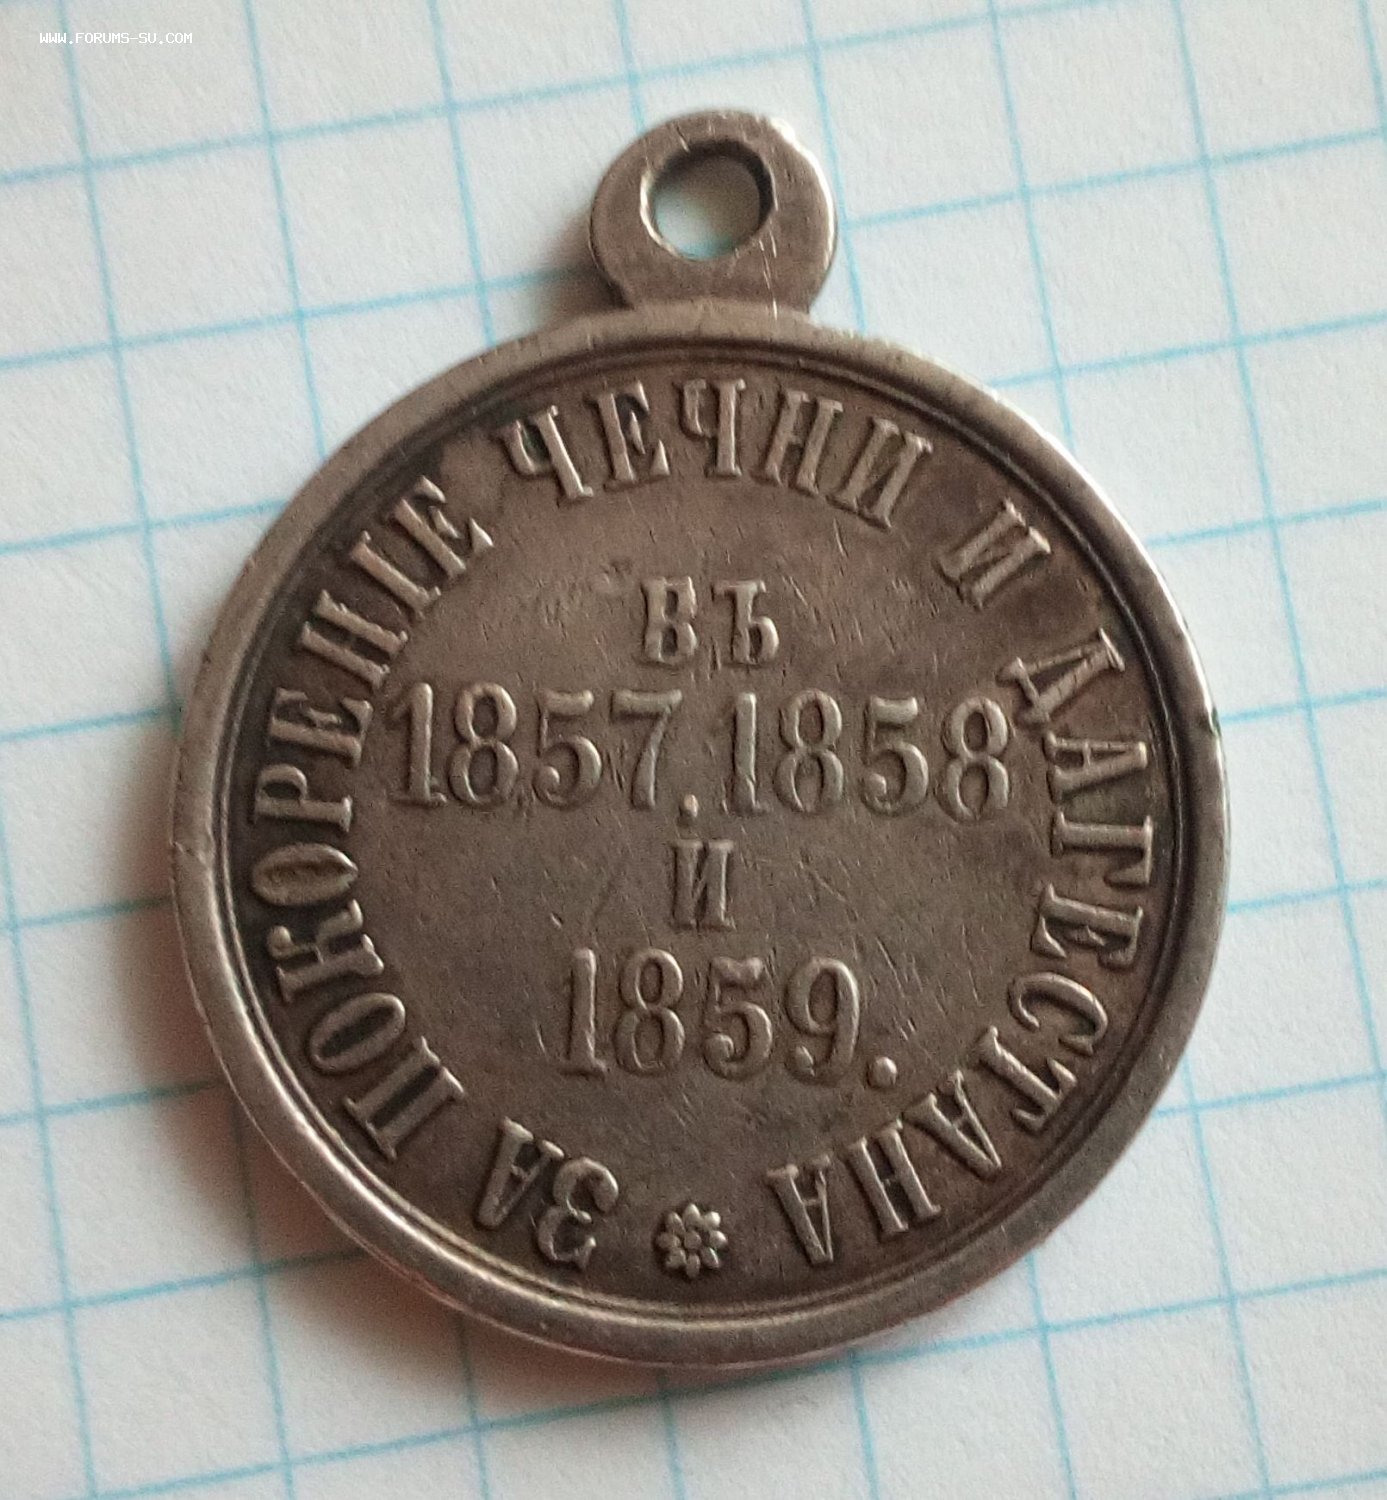 WWW.FORUMS-SU.COM
ЗА ПОКОРЕНІЕ ЧЕЧНИ И ДАГЕСТАНА
ВЪ
1857.1858
И
1859.